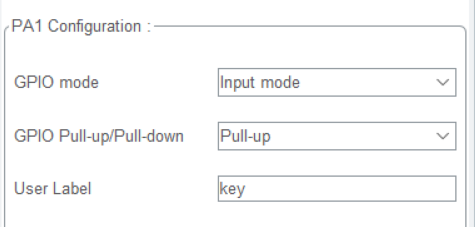 PA1 Configuration :
GPIO mode Input mode
GPIO Pull-up/Pull-down Pull-up
User Label key